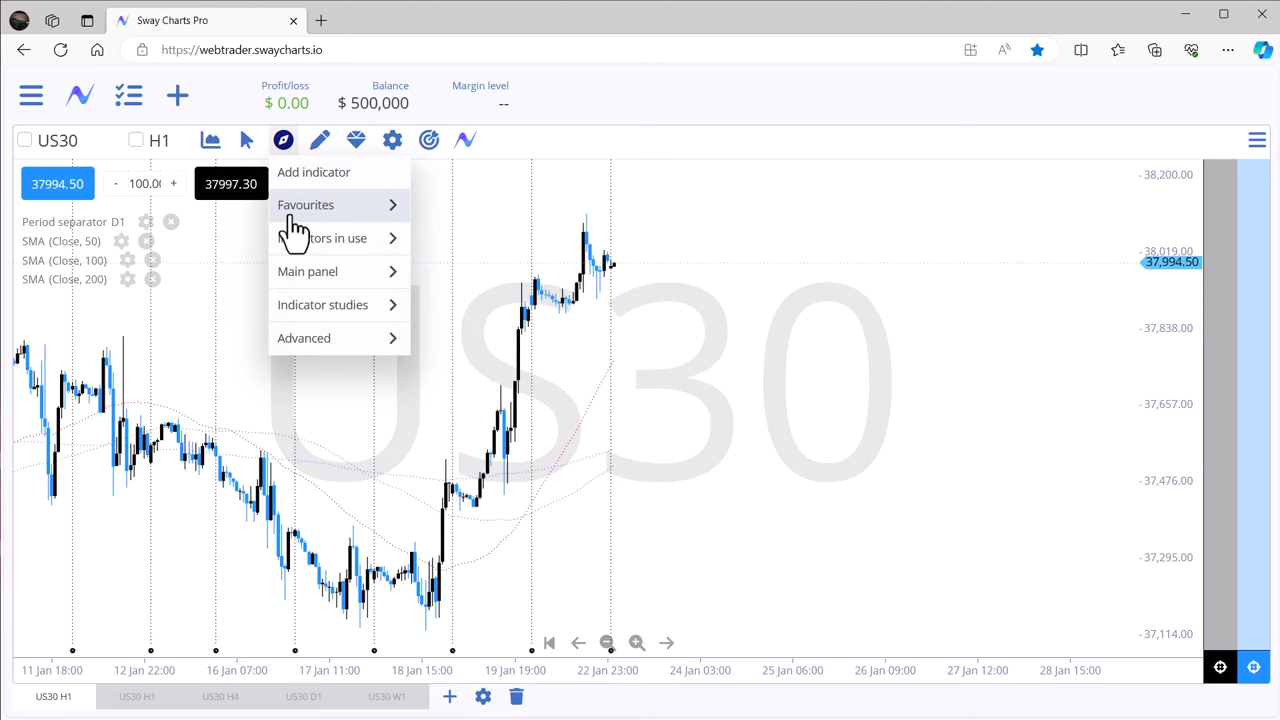 Sway Charts Pro
https://webtrader.swaycharts.io
Profit/loss
$ 0.00
Balance
$ 500,000
Margin level
--
US30
H1
37994.50
- 100.00 +
37997.30
Period separator D1
SMA (Close, 50)
SMA (Close, 100)
SMA (Close, 200)
Add indicator
Favourites
in use
Main panel
Indicator studies
Advanced
US30
38,200.00
38,019.00
37,994.50
37,838.00
37,657.00
37,476.00
37,295.00
37,114.00
11 Jan 18:00
12 Jan 22:00
16 Jan 07:00
17 Jan 11:00
18 Jan 15:00
19 Jan 19:00
22 Jan 23:00
24 Jan 03:00
25 Jan 06:00
26 Jan 09:00
27 Jan 12:00
28 Jan 15:00
US30 H1
US30 H1
US30 H4
US30 D1
US30 W1